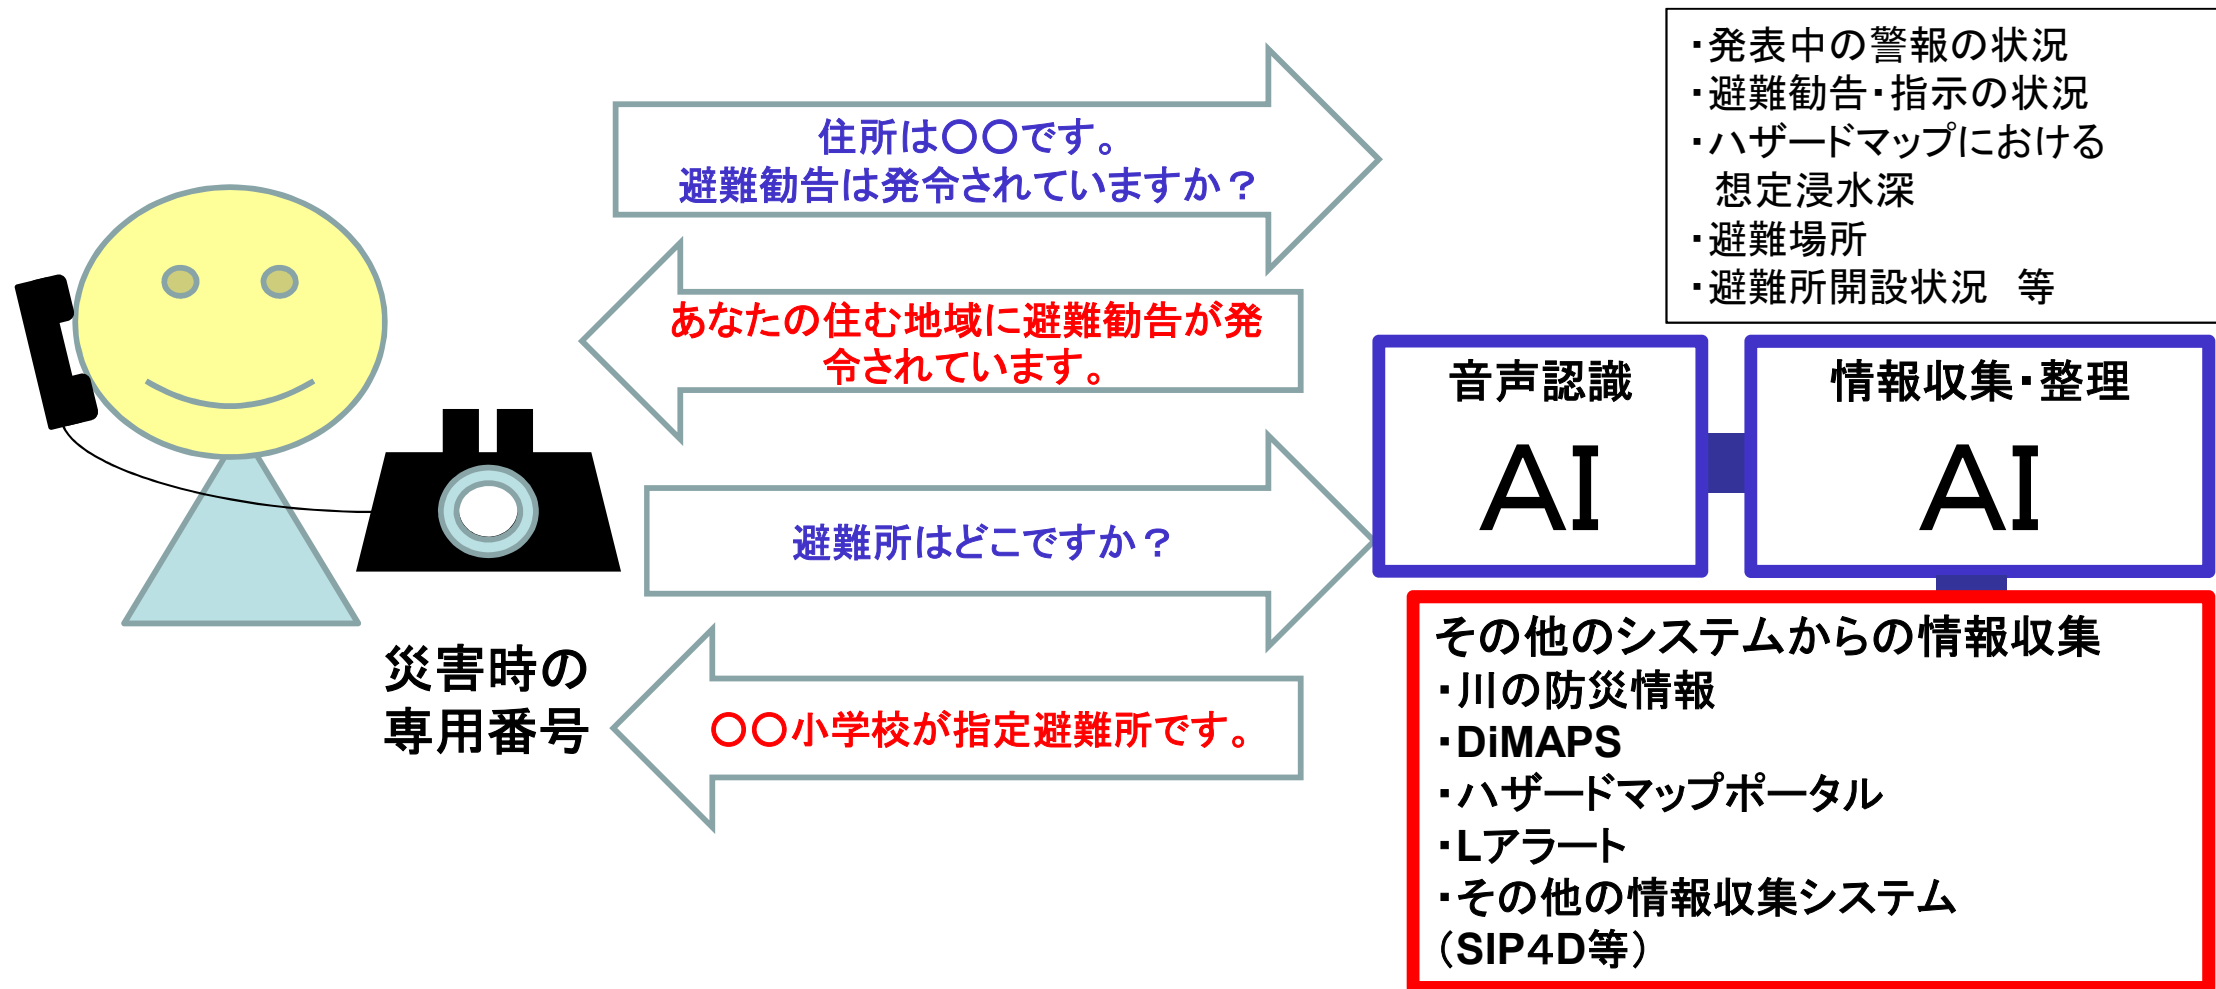 住所は〇〇です。
避難勧告は発令されていますか？
あなたの住む地域に避難勧告が発
令されています。
避難所はどこですか？
〇〇小学校が指定避難所です。
災害時の
専用番号
・発表中の警報の状況
・避難勧告・指示の状況
・ハザードマップにおける
想定浸水深
・避難場所
・避難所開設状況　等
音声認識
AI
情報収集・整理
AI
その他のシステムからの情報収集
・川の防災情報
・DiMAPS
・ハザードマップポータル
・Lアラート
・その他の情報収集システム
（SIP４D等）